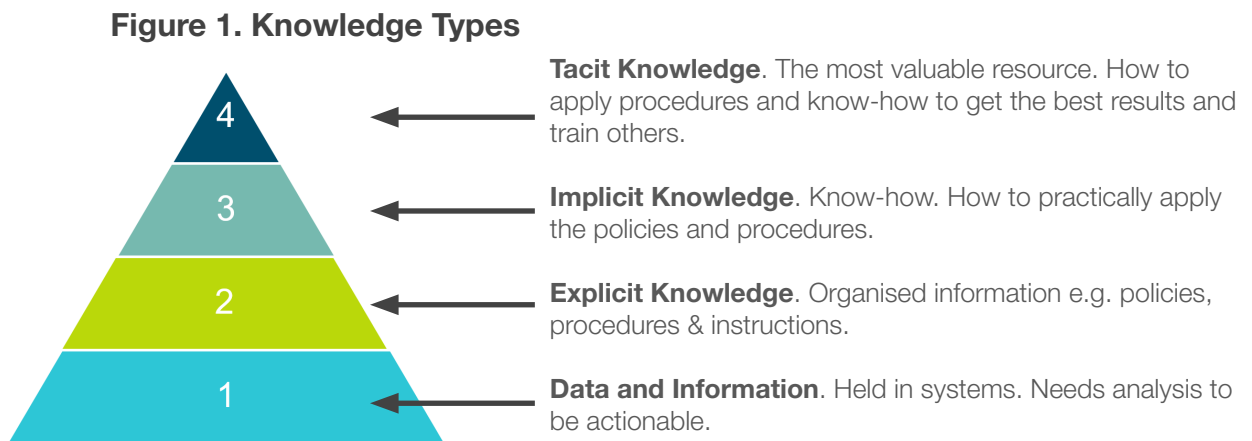 Figure 1. Knowledge Types
4
Tacit Knowledge. The most valuable resource. How to
apply procedures and know-how to get the best results and
train others.
3
Implicit Knowledge. Know-how. How to practically apply
the policies and procedures.
2
Explicit Knowledge. Organised information e.g. policies,
procedures & instructions.
1
Data and Information. Held in systems. Needs analysis to
be actionable.